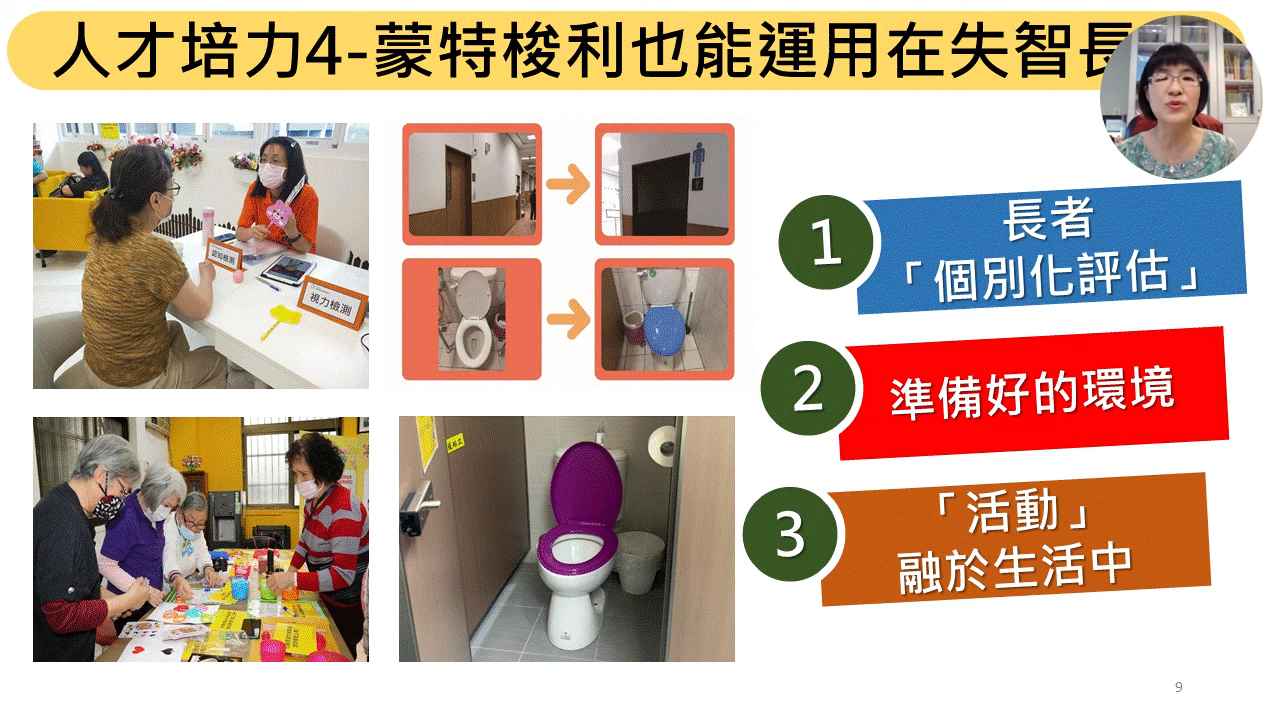 人才培力4-蒙特梭利也能運用在失智長
認知檢測
視力檢測
1
長者
「個別化評估」
2
準備好的環境
3
「活動」
融於生活中
9